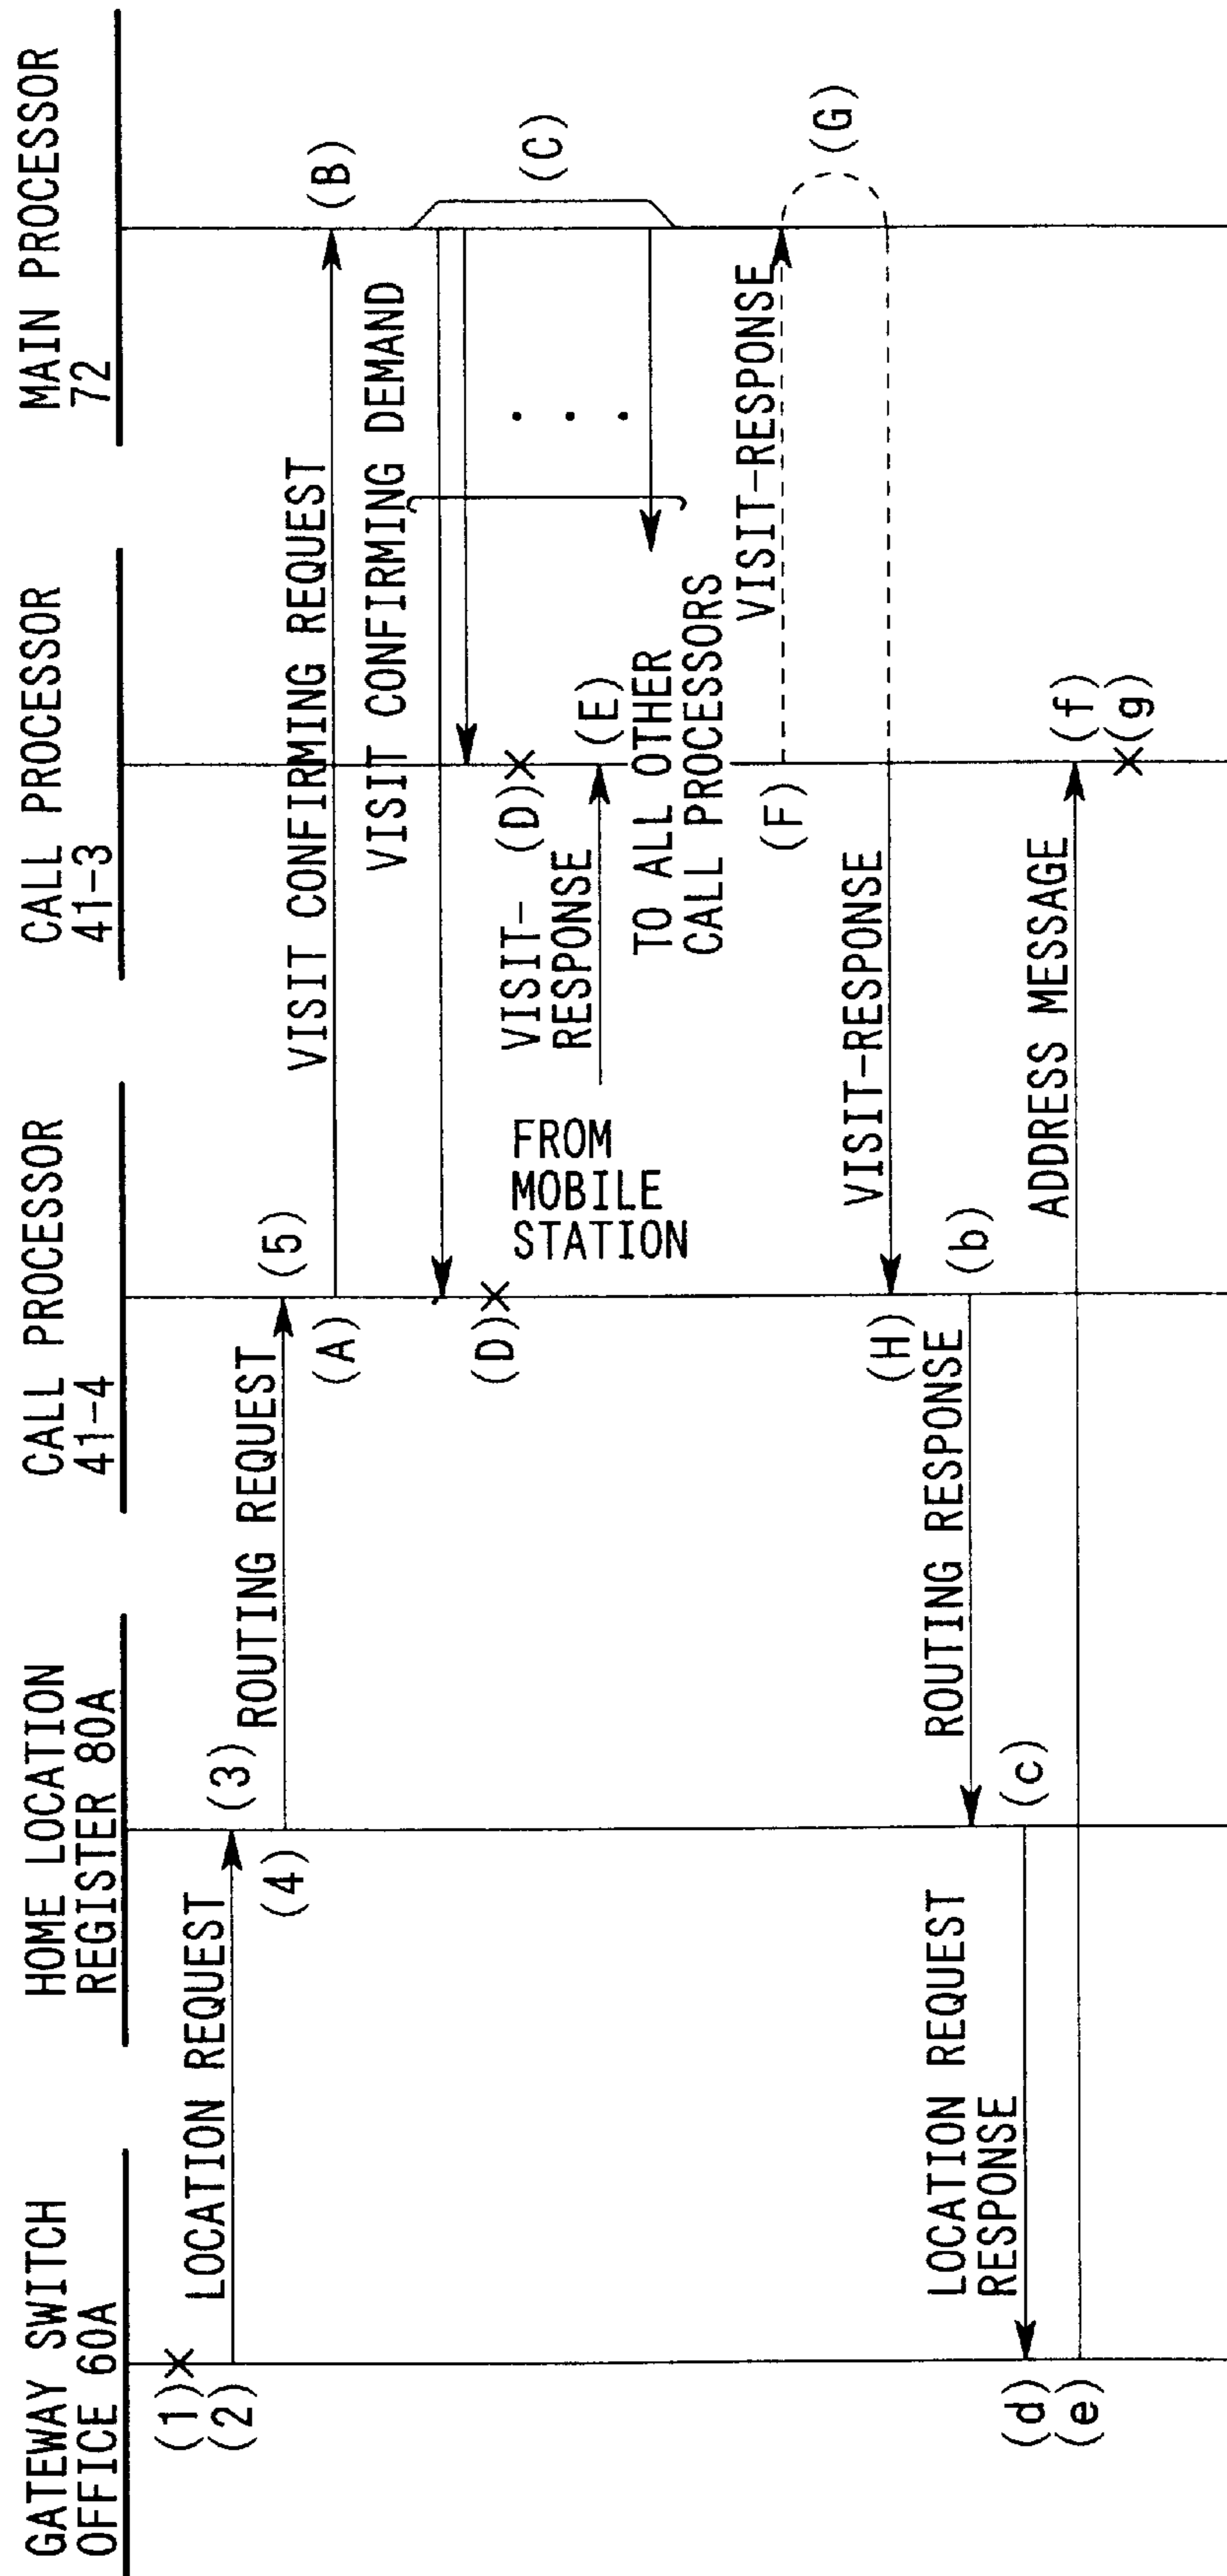 GATEWAY SWITCH
OFFICE 60A
HOME LOCATION
REGISTER 80A
CALL PROCESSOR
41-4
CALL PROCESSOR
41-3
MAIN PROCESSOR
72
(1)
(2)
LOCATION REQUEST
(3)
(4)
ROUTING REQUEST
(5)
(A)
VISIT CONFIRMING REQUEST
(B)
VISIT CONFIRMING DEMAND
(C)
(D)
(D)
VISIT-
RESPONSE
(E)
FROM
MOBILE
STATION
TO ALL OTHER
CALL PROCESSORS
(F)
VISIT-RESPONSE
(G)
VISIT-RESPONSE
(H)
(b)
ROUTING RESPONSE
(c)
LOCATION REQUEST
RESPONSE
(d)
(e)
ADDRESS MESSAGE
(f)
(g)